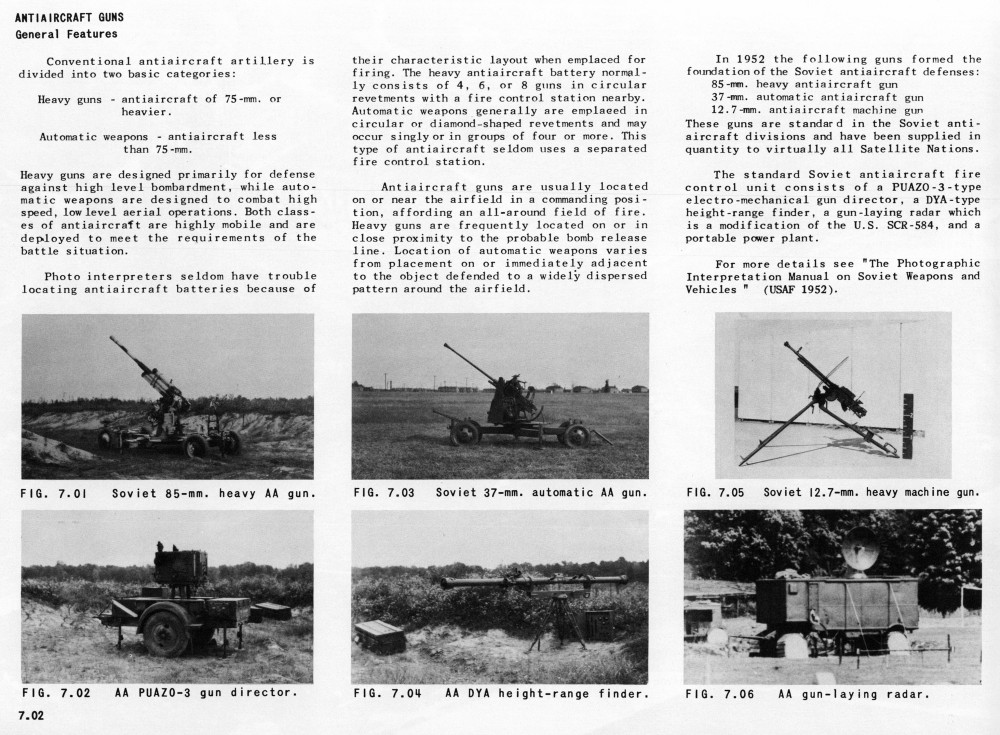 ANTIAIRCRAFT GUNS
General Features
Conventional antiaircraft artillery is
divided into two basic categories:
Heavy guns - antiaircraft of 75-mm. or
heavier.
Automatic weapons - antiaircraft less
than 75-mm.
Heavy guns are designed primarily for defense
against high level bombardment, while auto-
matic weapons are designed to combat high
speed, low level aerial operations. Both class-
es of antiaircraft are highly mobile and are
deployed to meet the requirements of the
battle situation.
Photo interpreters seldom have trouble
locating antiaircraft batteries because of
their characteristic layout when emplaced for
firing. The heavy antiaircraft battery normal-
ly consists of 4, 6, or 8 guns in circular
revetments with a fire control station nearby.
Automatic weapons generally are emplaced in
circular or diamond-shaped revetments and may
occur singly or in groups of four or more. This
type of antiaircraft seldom uses a separated
fire control station.
Antiaircraft guns are usually located
on or near the airfield in a commanding posi-
tion, affording an all-around field of fire.
Heavy guns are frequently located on or in
close proximity to the probable bomb release
line. Location of automatic weapons varies
from placement on or immediately adjacent
to the object defended to a widely dispersed
pattern around the airfield.
In 1952 the following guns formed the
foundation of the Soviet antiaircraft defenses:
85-mm. heavy antiaircraft gun
37-mm. automatic antiaircraft gun
12.7-mm. antiaircraft machine gun
These guns are standard in the Soviet anti-
aircraft divisions and have been supplied in
quantity to virtually all Satellite Nations.
The standard Soviet antiaircraft fire
control unit consists of a PUAZO-3-type
electro-mechanical gun director, a DYA-type
height-range finder, a gun-laying radar which
is a modification of the U.S. SCR-584, and a
portable power plant.
For more details see "The Photographic
Interpretation Manual on Soviet Weapons and
Vehicles " (USAF 1952).
FIG. 7.01 Soviet 85-mm. heavy AA gun.
FIG. 7.03 Soviet 37-mm. automatic AA gun.
FIG. 7.05 Soviet 12.7-mm. heavy machine gun.
FIG. 7.02 AA PUAZO-3 gun director.
FIG. 7.04 AA DYA height-range finder.
FIG. 7.06 AA gun-laying radar.
7.02